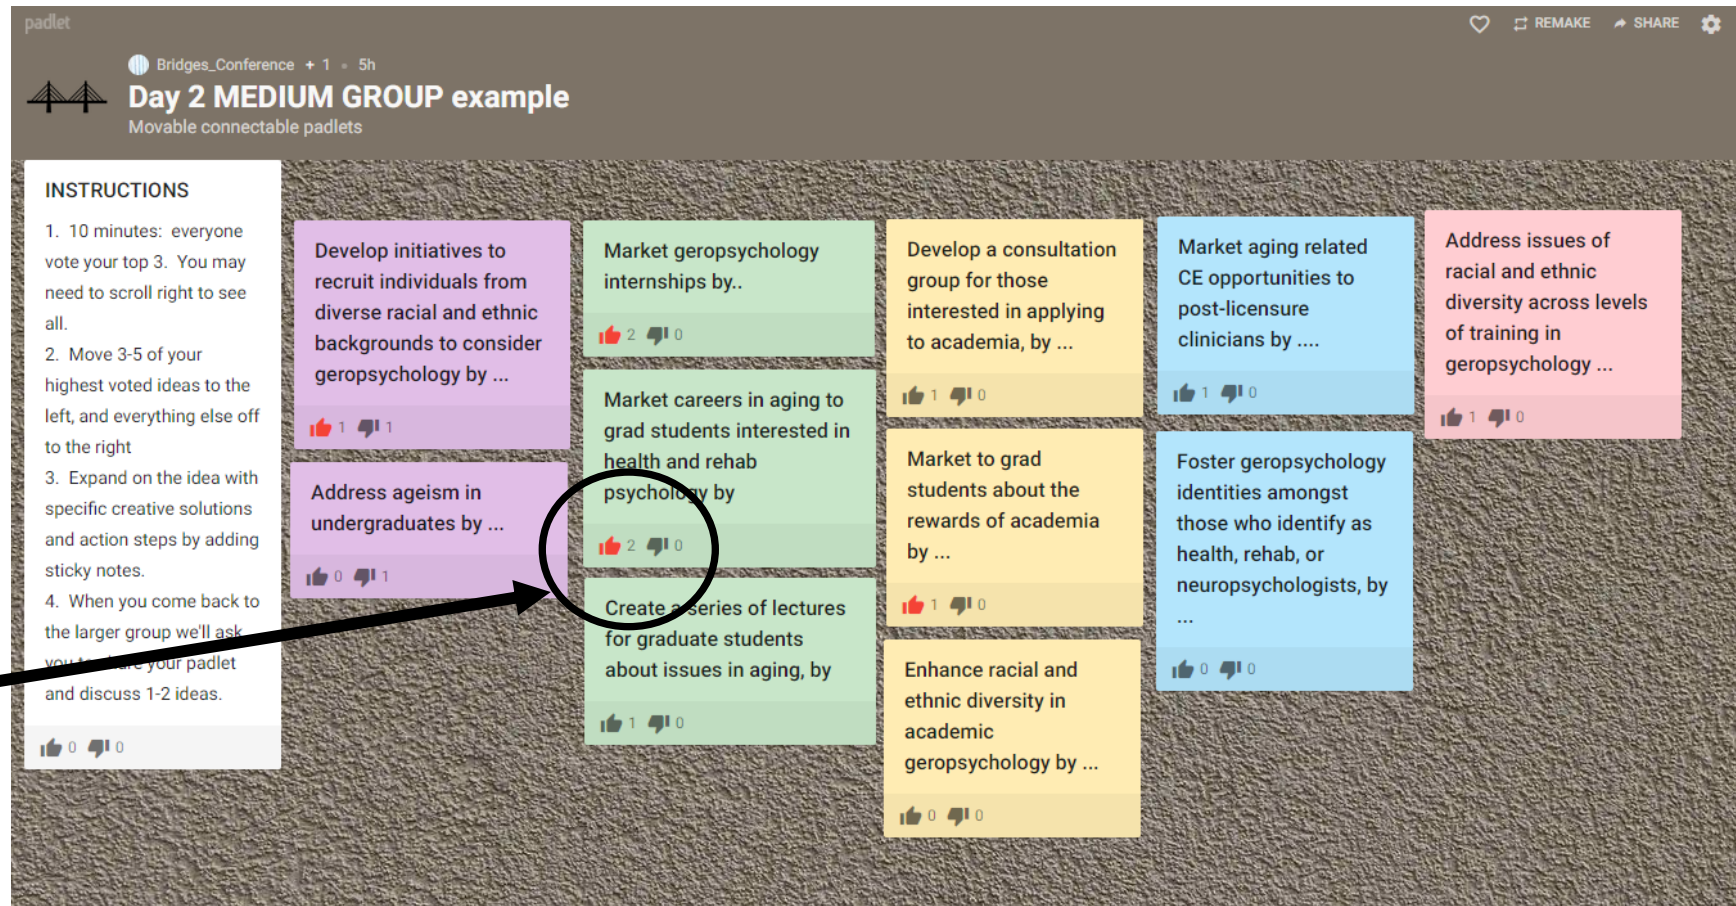 padlet
REMAKE
SHARE
Bridges_Conference + 1 • 5h
Day 2 MEDIUM GROUP example
Movable connectable padlets
INSTRUCTIONS
1. 10 minutes: everyone
vote your top 3. You may
need to scroll right to see
all.
2. Move 3-5 of your
highest voted ideas to the
left, and everything else off
to the right
3. Expand on the idea with
specific creative solutions
and action steps by adding
sticky notes.
4. When you come back to
the larger group we'll ask
you to share your padlet
and discuss 1-2 ideas.
0 0
Develop initiatives to
recruit individuals from
diverse racial and ethnic
backgrounds to consider
geropsychology by ...
1 1
Address ageism in
undergraduates by ...
0 1
Market geropsychology
internships by..
2 0
Market careers in aging to
grad students interested in
health and rehab
psychology by
2 0
Create a series of lectures
for graduate students
about issues in aging, by
1 0
Develop a consultation
group for those
interested in applying
to academia, by ...
1 0
Market to grad
students about the
rewards of academia
by ...
1 0
Enhance racial and
ethnic diversity in
academic
geropsychology by ...
0 0
Market aging related
CE opportunities to
post-licensure
clinicians by ....
1 0
Foster geropsychology
identities amongst
those who identify as
health, rehab, or
neuropsychologists, by
...
0 0
Address issues of
racial and ethnic
diversity across levels
of training in
geropsychology ...
1 0